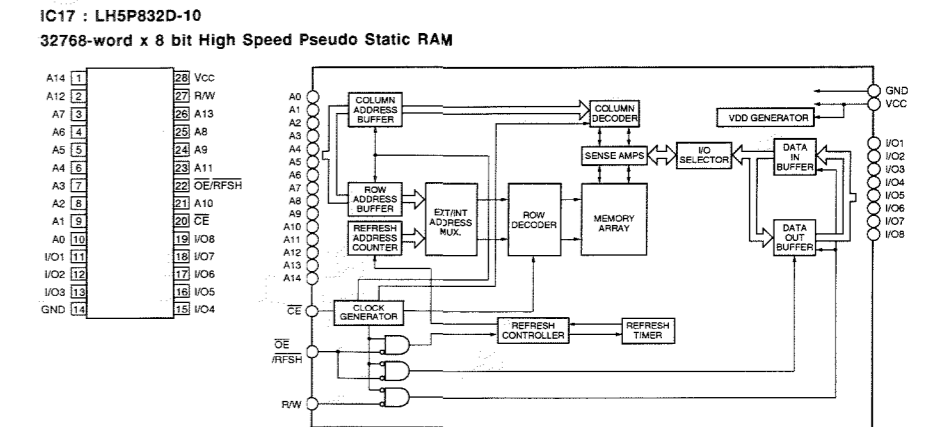 IC17 : LH5P832D-10
32768-word x 8 bit High Speed Pseudo Static RAM
A14 1
A12 2
A7 3
A6 4
A5 5
A4 6
A3 7
A2 8
A1 9
A0 10
I/O1 11
I/O2 12
I/O3 13
GND 14
28 Vcc
27 R/W
26 A13
25 A8
24 A9
23 A11
22 OE/RFSH
21 A10
20 CE
19 I/O8
18 I/O7
17 I/O6
16 I/O5
15 I/O4
A0
A1
A2
A3
A4
A5
A6
A7
A8
A9
A10
A11
A12
A13
A14
CE
OE
/RFSH
R/W
COLUMN
ADDRESS
BUFFER
ROW
ADDRESS
BUFFER
REFRESH
ADDRESS
COUNTER
EXT/INT
ADDRESS
MUX.
CLOCK
GENERATOR
ROW
DECODER
COLUMN
DECODER
SENSE AMPS
MEMORY
ARRAY
I/O
SELECTOR
REFRESH
CONTROLLER
REFRESH
TIMER
VDD GENERATOR
DATA
IN
BUFFER
DATA
OUT
BUFFER
GND
VCC
I/O1
I/O2
I/O3
I/O4
I/O5
I/O6
I/O7
I/O8